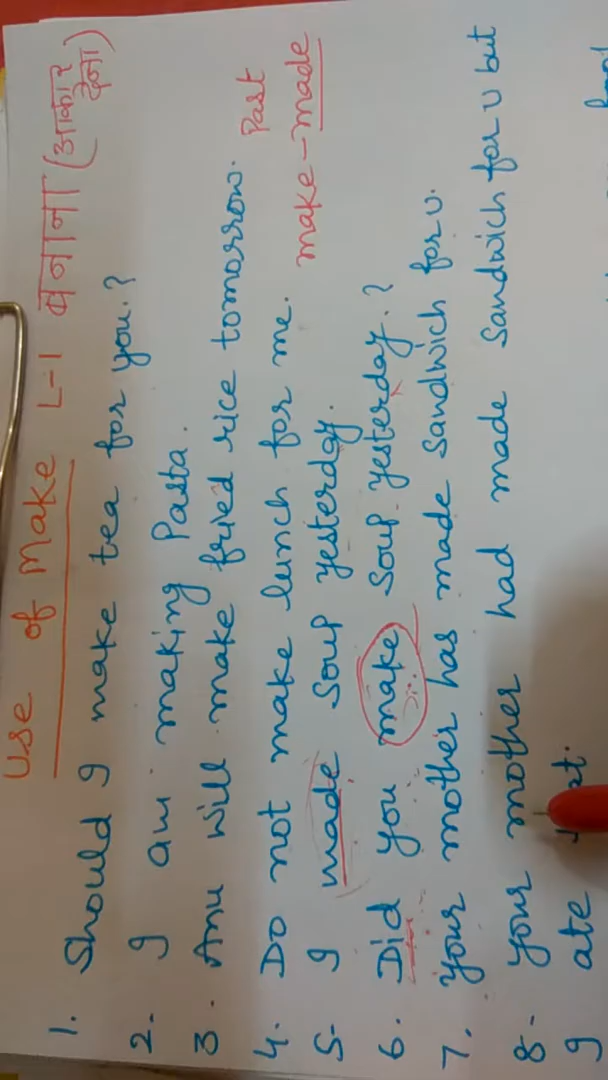 Use of Make L-1 बनाना (आकार देना)
1. Should I make tea for you.?
2. I am making Pasta.
3. Anu will make fried rice tomorrow.
4. Do not make lunch for me.
Past
make-made
5. I made Soup yesterday.
6. Did you make Soup yesterday.?
7. Your mother has made sandwich for U.
8. Your mother had made sandwich for U but
I ate